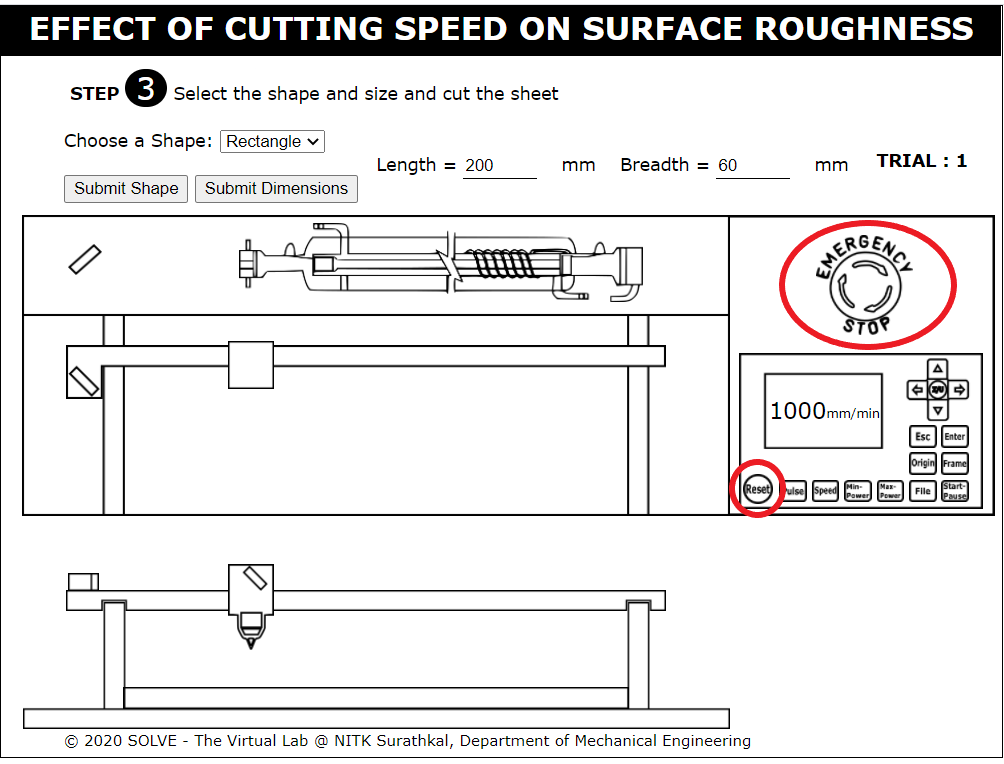 EFFECT OF CUTTING SPEED ON SURFACE ROUGHNESS
STEP 3 Select the shape and size and cut the sheet
Choose a Shape: Rectangle
Length = 200 mm Breadth = 60 mm TRIAL : 1
Submit Shape Submit Dimensions
EMERGENCY
STOP
1000mm/min
Z/U
Esc Enter
Origin Frame
Reset Pulse Speed Min-Power Max-Power File Start-Pause
© 2020 SOLVE - The Virtual Lab @ NITK Surathkal, Department of Mechanical Engineering